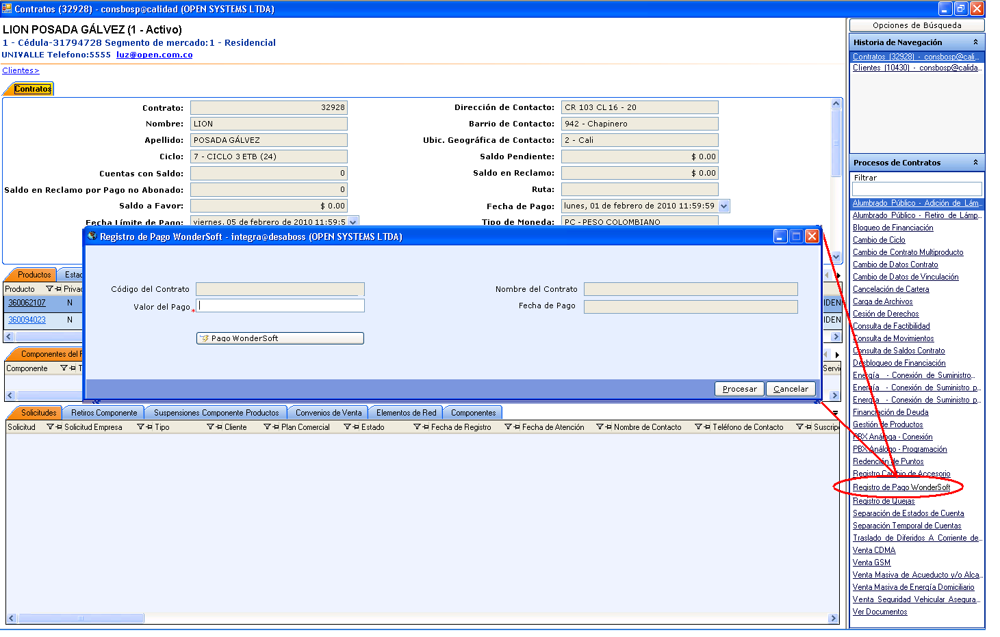 Contratos (32928) - consbosp@calidad (OPEN SYSTEMS LTDA)
LION POSADA GÁLVEZ (1 - Activo)
1 - Cédula-31794728 Segmento de mercado:1 - Residencial
UNIVALLE Telefono:5555 luz@open.com.co
Clientes>
Contratos
Contrato: 32928 Dirección de Contacto: CR 103 CL 16 - 20
Nombre: LION Barrio de Contacto: 942 - Chapinero
Apellido: POSADA GÁLVEZ Ubic. Geográfica de Contacto: 2 - Cali
Ciclo: 7 - CICLO 3 ETB (24) Saldo Pendiente: $ 0.00
Cuentas con Saldo: 0 Saldo en Reclamo: $ 0.00
Saldo en Reclamo por Pago no Abonado: 0 Ruta:
Saldo a Favor: $ 0.00 Fecha de Pago: lunes, 01 de febrero de 2010 11:59:59
Fecha Límite de Pago: viernes, 05 de febrero de 2010 11:59:5 Tipo de Moneda: PC - PESO COLOMBIANO
Registro de Pago WonderSoft - integra@desaboss (OPEN SYSTEMS LTDA)
Código del Contrato Nombre del Contrato
Valor del Pago * Fecha de Pago
Pago WonderSoft
Procesar Cancelar
Productos Estad
Producto Privad
360062107 N IDEN
360094023 N IDEN
Componentes del P
Componente T Servi
Solicitudes Retiros Componente Suspensiones Componente Productos Convenios de Venta Elementos de Red Componentes
Solicitud Solicitud Empresa Tipo Cliente Plan Comercial Estado Fecha de Registro Fecha de Atención Nombre de Contacto Teléfono de Contacto Suscrip
Opciones de Búsqueda
Historia de Navegación
Contratos (32928) - consbosp@cali...
Clientes (10430) - consbosp@calida...
Procesos de Contratos
Filtrar
Alumbrado Público - Adición de Lám...
Alumbrado Público - Retiro de Lámp...
Bloqueo de Financiación
Cambio de Ciclo
Cambio de Contrato Multiproducto
Cambio de Datos Contrato
Cambio de Datos de Vinculación
Cancelación de Cartera
Carga de Archivos
Cesión de Derechos
Consulta de Factibilidad
Consulta de Movimientos
Consulta de Saldos Contrato
Desbloqueo de Financiación
Energía - Conexión de Suministro...
Energía - Conexión de Suministro p...
Energía - Conexión de Suministro p...
Financiación de Deuda
Gestión de Productos
PBX Análoga - Conexión
PBX Análogo - Programación
Redención de Puntos
Registro Cambio de Accesorio
Registro de Pago WonderSoft
Registro de Quejas
Separación de Estados de Cuenta
Separación Temporal de Cuentas
Traslado de Diferidos A Corriente de...
Venta CDMA
Venta GSM
Venta Masiva de Acueducto y/o Alca...
Venta Masiva de Energía Domiciliario
Venta Seguridad Vehicular Asegura...
Ver Documentos